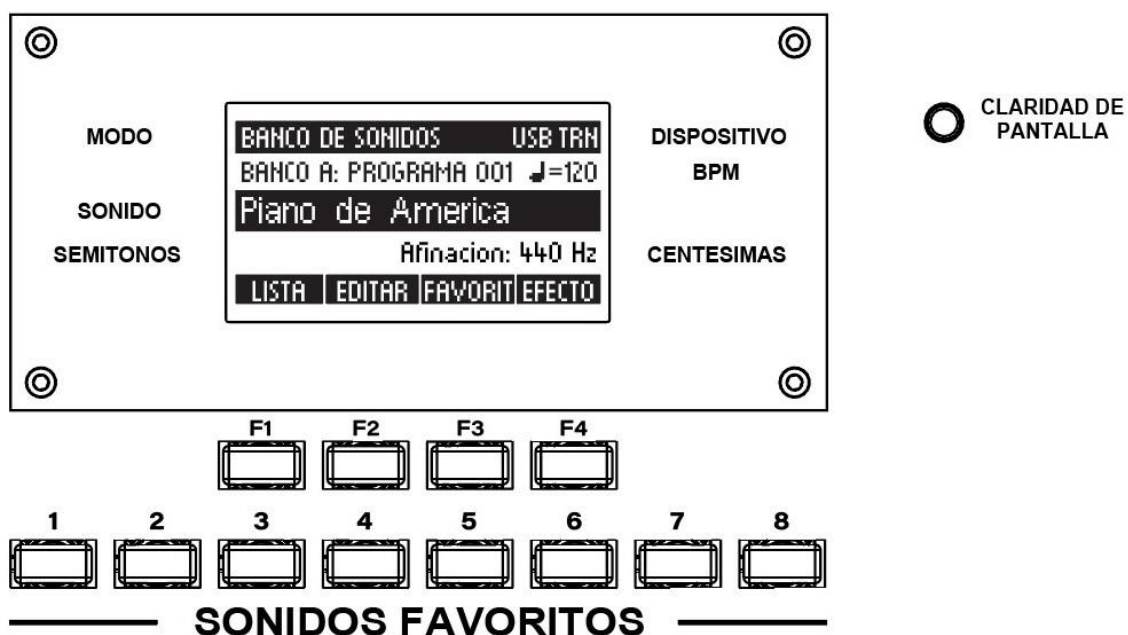 CLARIDAD DE
PANTALLA
MODO
BANCO DE SONIDOS USB TRN
DISPOSITIVO
BANCO A: PROGRAMA 001 ♩=120
BPM
SONIDO
Piano de America
SEMITONOS
Afinacion: 440 Hz
CENTESIMAS
LISTA EDITAR FAVORIT EFECTO
F1 F2 F3 F4
1 2 3 4 5 6 7 8
SONIDOS FAVORITOS